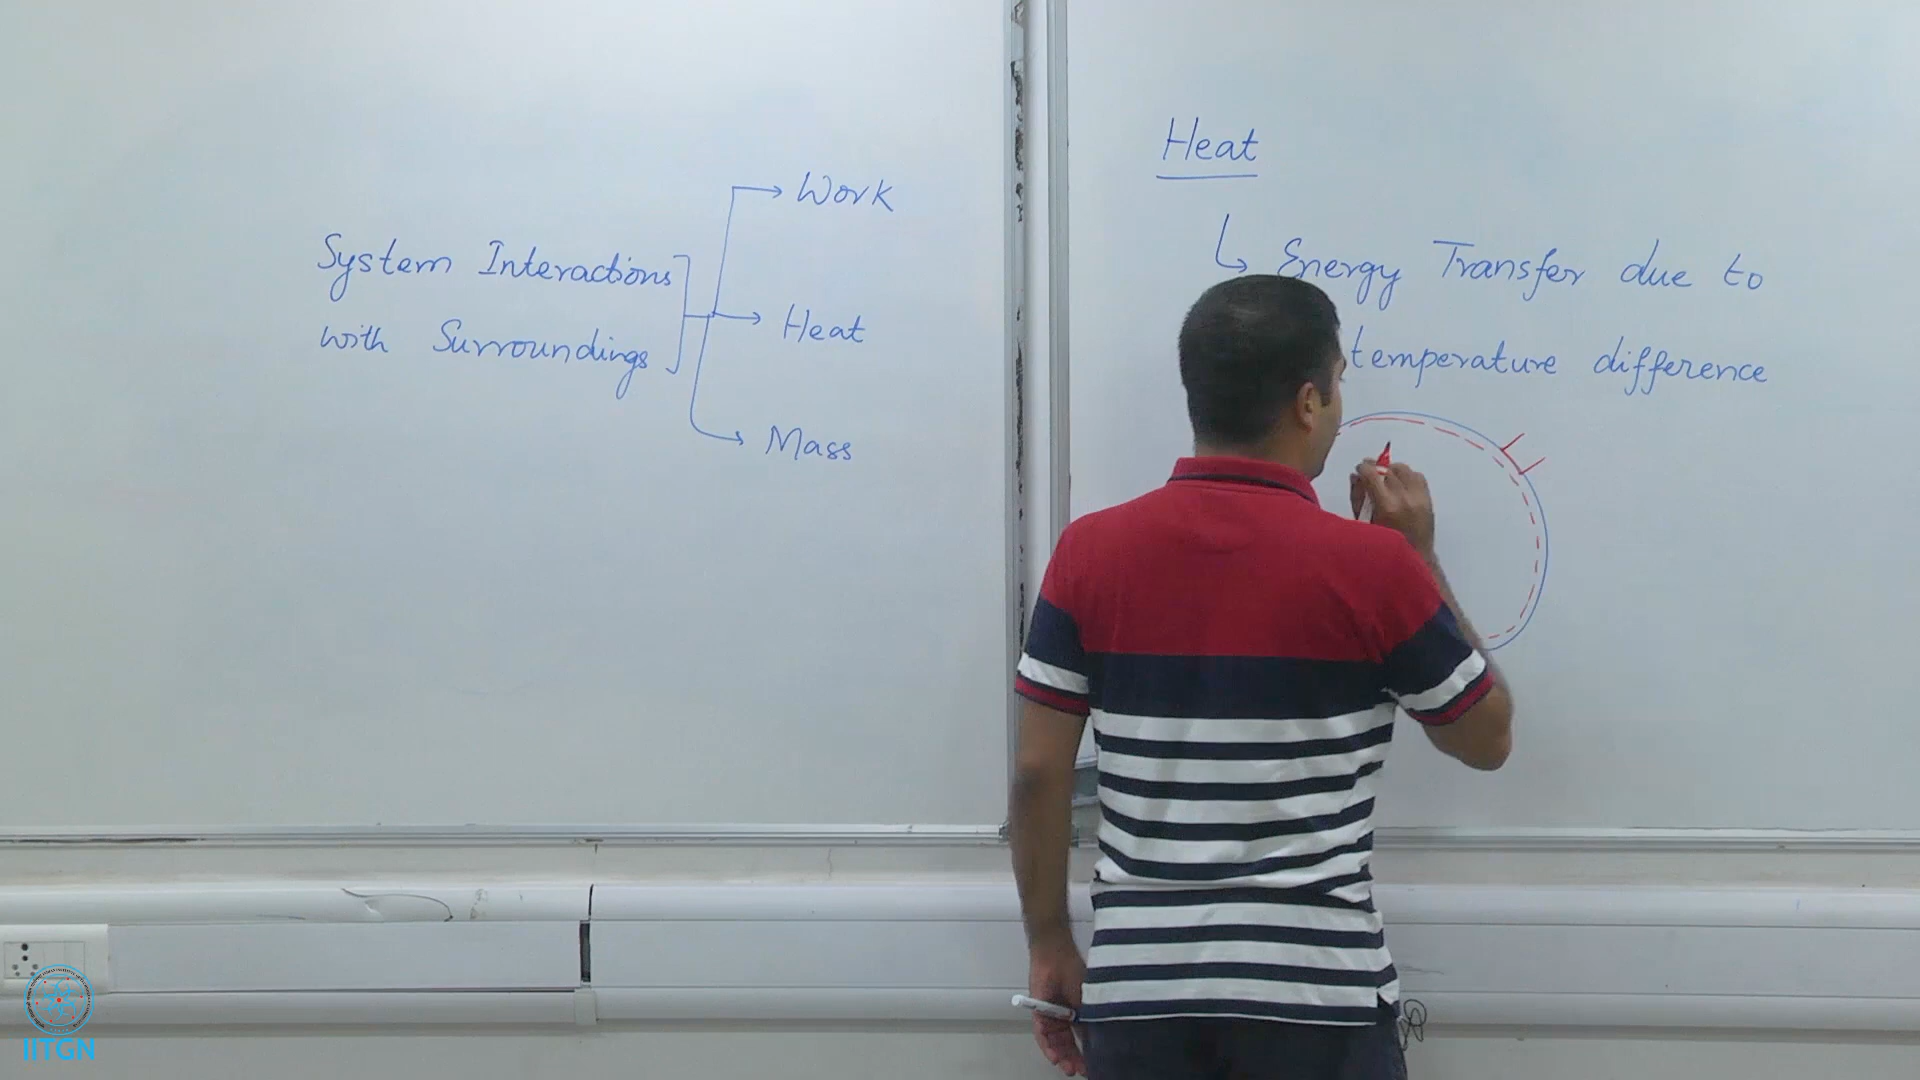 System Interactions
with Surroundings
Work
Heat
Mass
Heat
Energy Transfer due to
temperature difference
IITGN